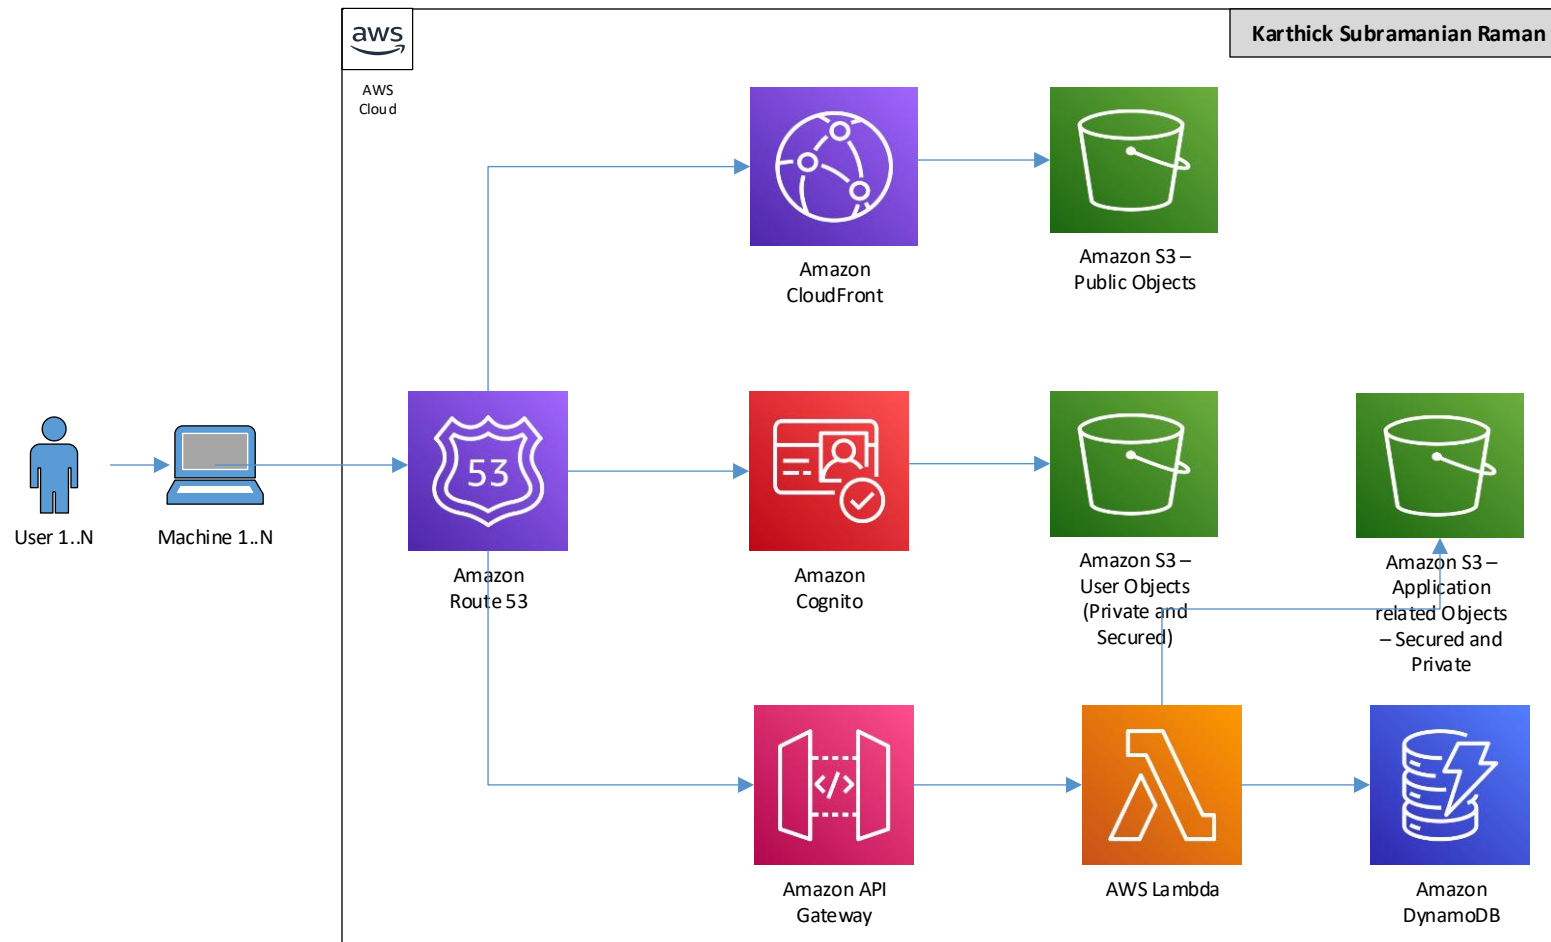 aws
Karthick Subramanian Raman
AWS
Cloud
Amazon
CloudFront
Amazon S3 –
Public Objects
53
User 1..N
Machine 1..N
Amazon
Route 53
Amazon
Cognito
Amazon S3 –
User Objects
(Private and
Secured)
Amazon S3 –
Application
related Objects
– Secured and
Private
</>
Amazon API
Gateway
AWS Lambda
Amazon
DynamoDB